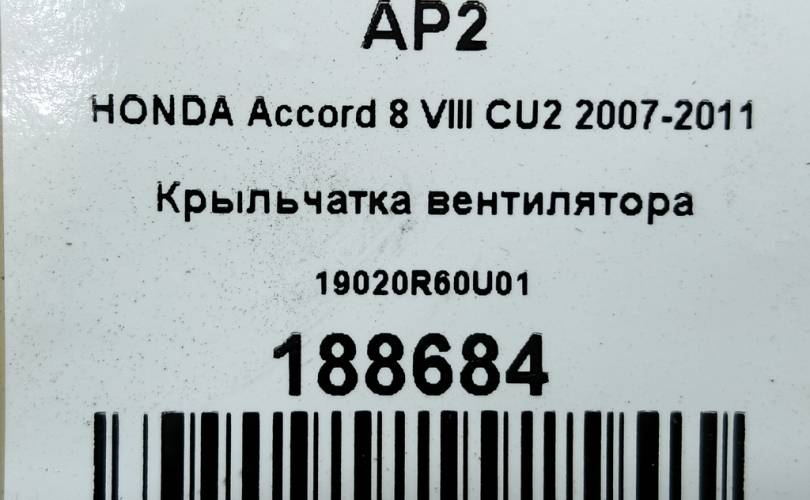 AP2
HONDA Accord 8 VIII CU2 2007-2011
Крыльчатка вентилятора
19020R60U01
188684